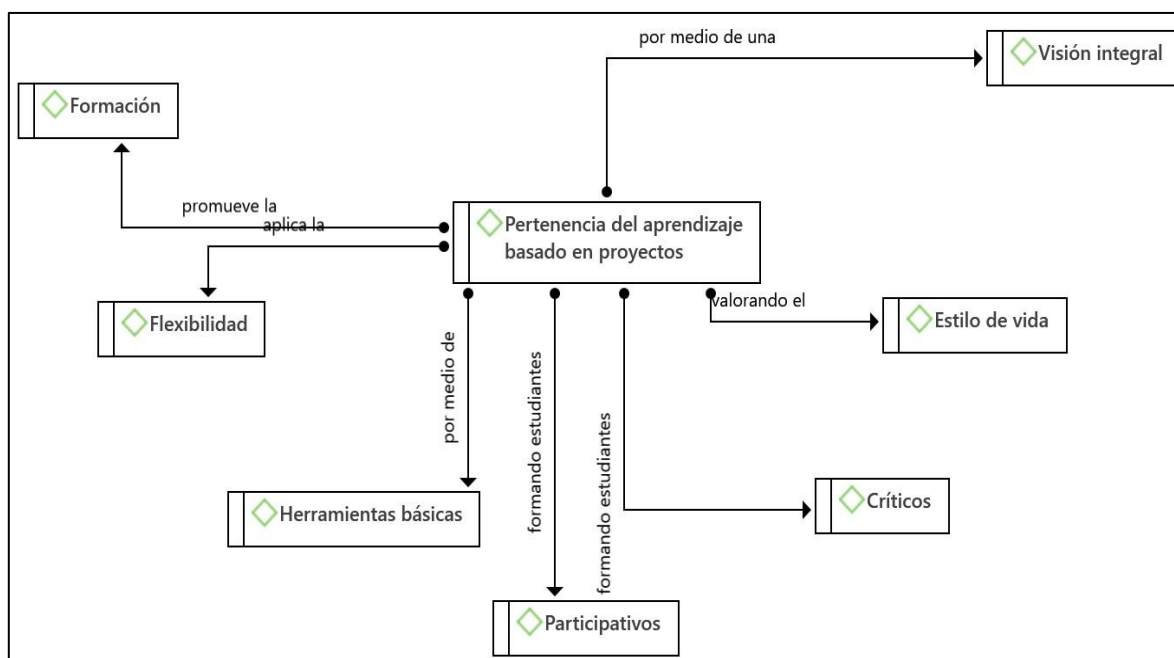 por medio de una
Visión integral
Formación
promueve la
aplica la
Pertenencia del aprendizaje
basado en proyectos
Flexibilidad
valorando el
Estilo de vida
por medio de
formando estudiantes
formando estudiantes
Herramientas básicas
Críticos
Participativos